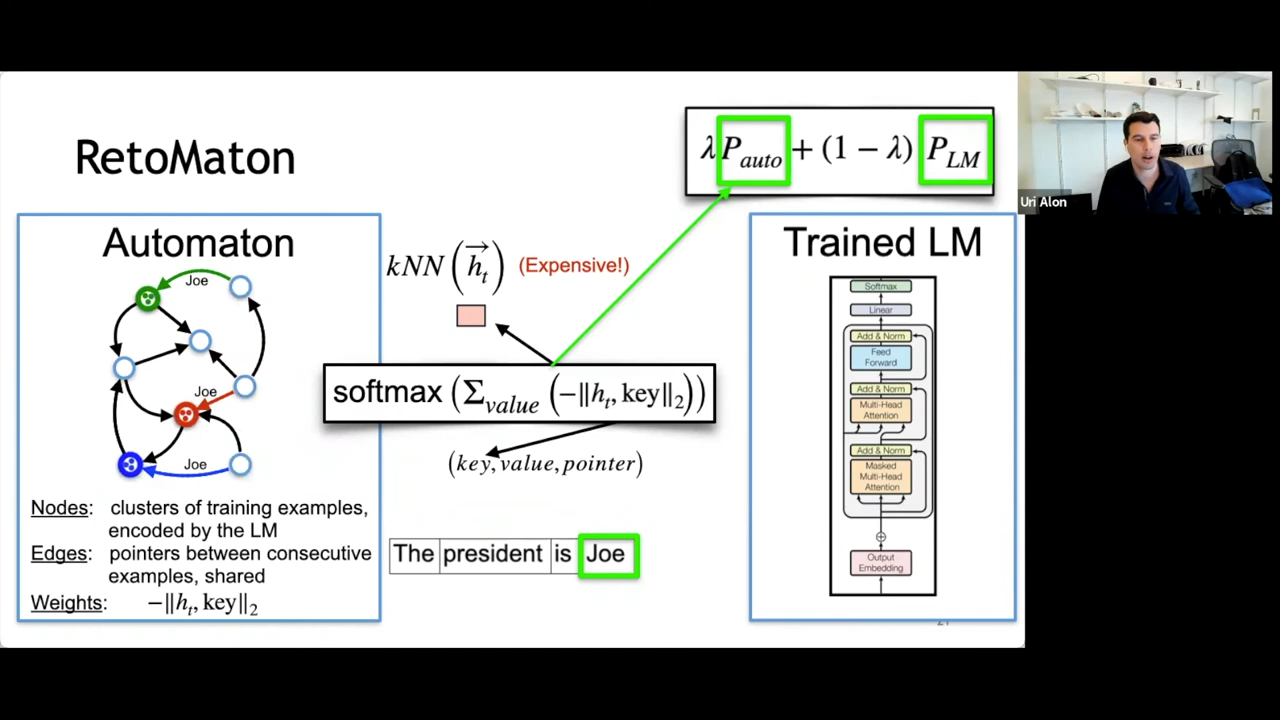 RetoMaton
λP_auto + (1 − λ) P_LM
Uri Alon
Automaton
Joe
Joe
Joe
Nodes: clusters of training examples,
encoded by the LM
Edges: pointers between consecutive
examples, shared
Weights: −‖h_t, key‖_2
kNN(h_t) (Expensive!)
softmax (Σ_value (−‖h_t, key‖_2))
(key, value, pointer)
The president is Joe
Trained LM
Softmax
Linear
Add & Norm
Feed
Forward
Add & Norm
Multi-Head
Attention
Add & Norm
Masked
Multi-Head
Attention
Output
Embedding